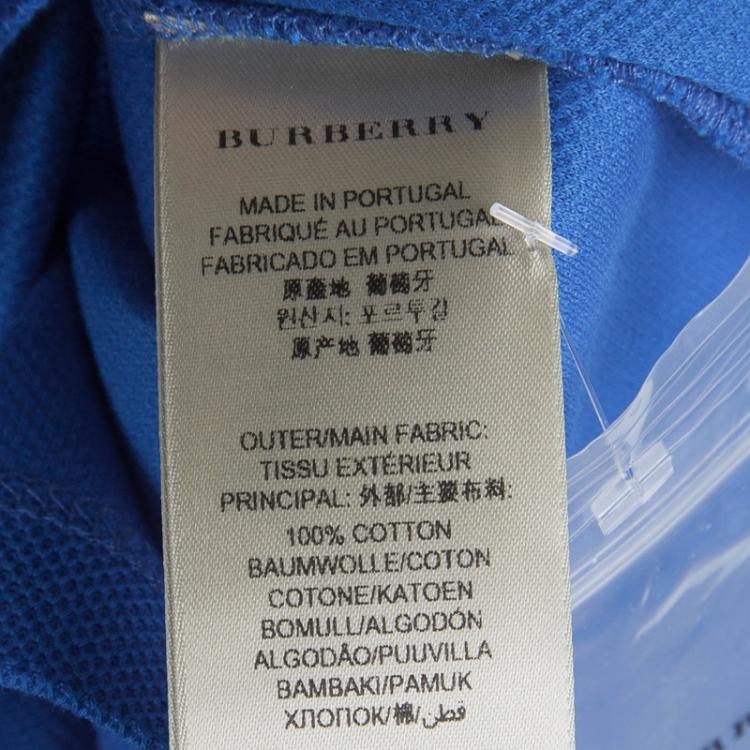 BURBERRY
MADE IN PORTUGAL
FABRIQUÉ AU PORTUGAL
FABRICADO EM PORTUGAL
原產地 葡萄牙
원산지: 포르투갈
原产地 葡萄牙
OUTER/MAIN FABRIC:
TISSU EXTÉRIEUR
PRINCIPAL: 外部/主要布料:
100% COTTON
BAUMWOLLE/COTON
COTONE/KATOEN
BOMULL/ALGODÓN
ALGODÃO/PUUVILLA
BAMBAKI/PAMUK
ХЛОПОК/棉/قطن